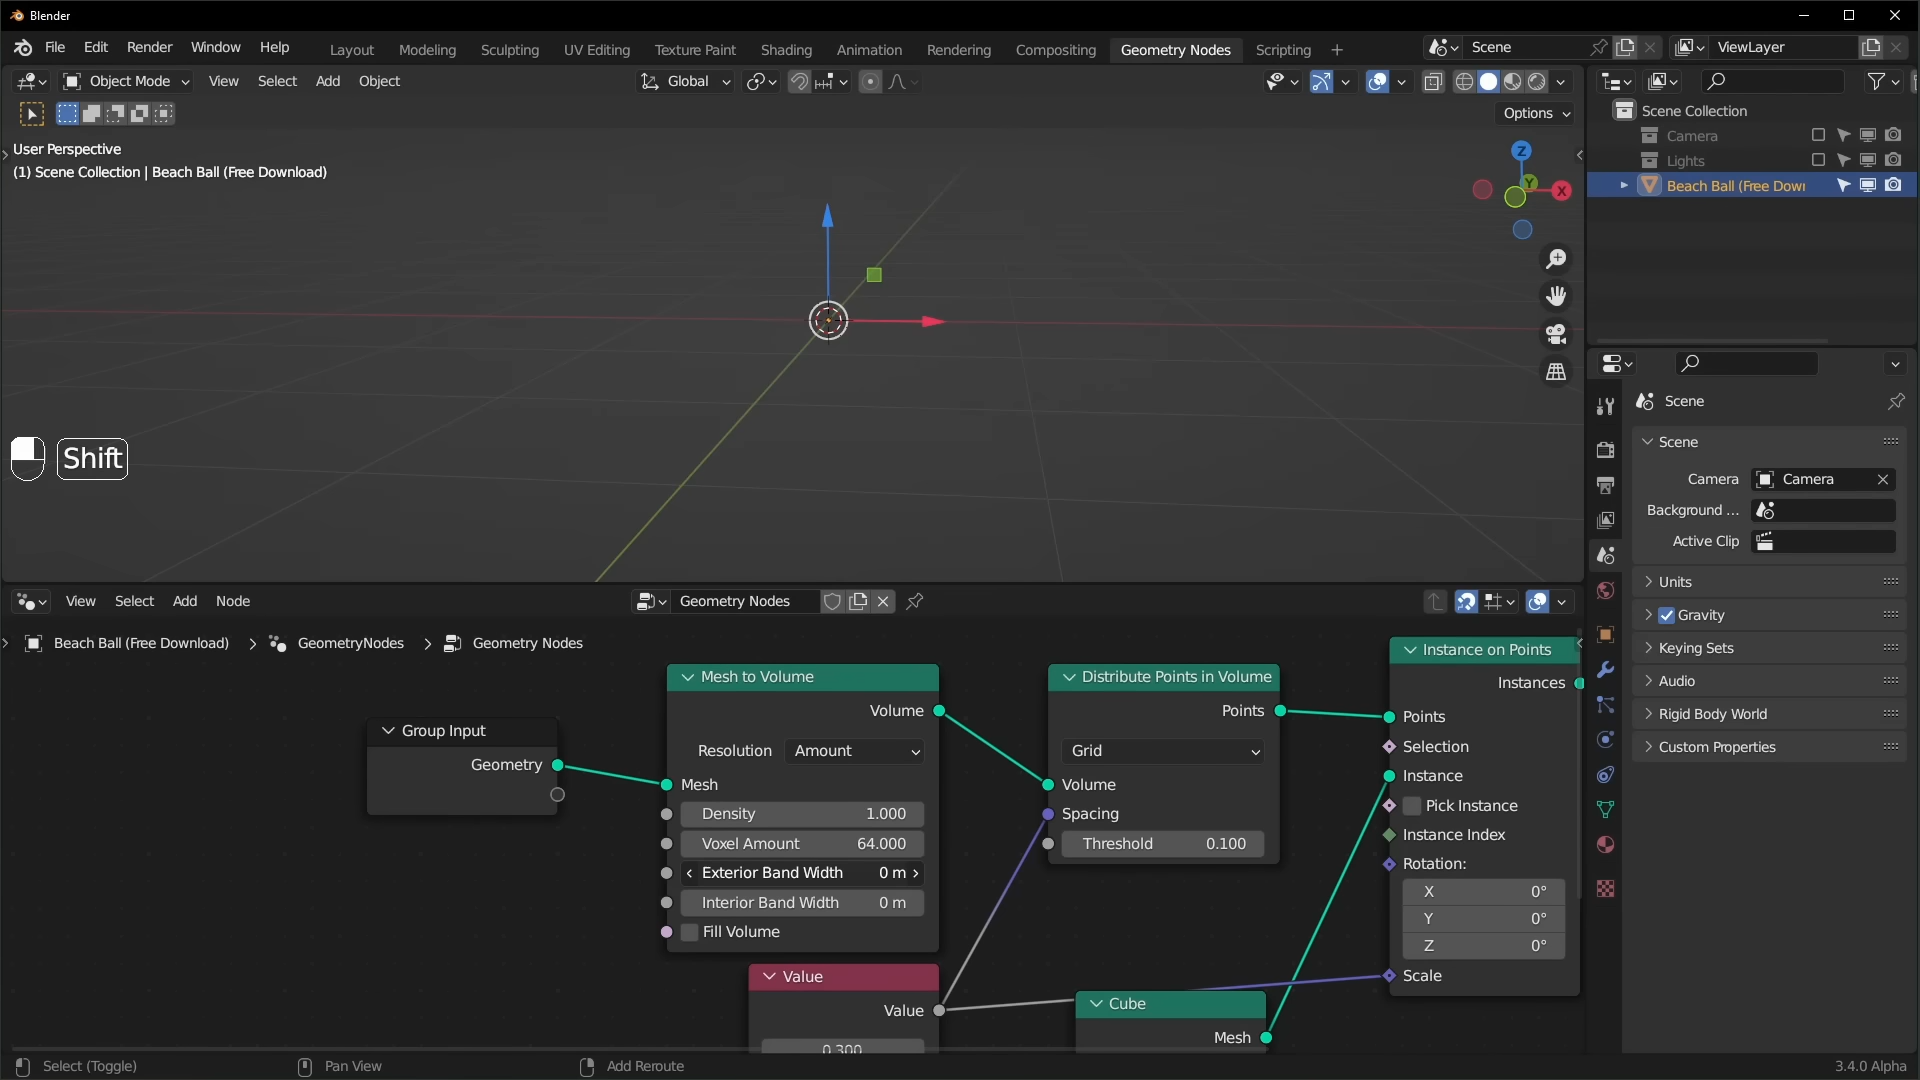 Blender
File Edit Render Window Help
Layout Modeling Sculpting UV Editing Texture Paint Shading Animation Rendering Compositing Geometry Nodes Scripting +
Scene
ViewLayer
Object Mode View Select Add Object
Global
Options
User Perspective
(1) Scene Collection | Beach Ball (Free Download)
Z
Y
X
Shift
Scene Collection
Camera
Lights
Beach Ball (Free Down
Scene
Scene
Camera Camera
Background ...
Active Clip
Units
Gravity
Keying Sets
Audio
Rigid Body World
Custom Properties
View Select Add Node
Geometry Nodes
Beach Ball (Free Download) > GeometryNodes > Geometry Nodes
Group Input
Geometry
Mesh to Volume
Volume
Resolution Amount
Mesh
Density 1.000
Voxel Amount 64.000
Exterior Band Width 0 m
Interior Band Width 0 m
Fill Volume
Value
Value
0.300
Distribute Points in Volume
Points
Grid
Volume
Spacing
Threshold 0.100
Cube
Mesh
Instance on Points
Instances
Points
Selection
Instance
Pick Instance
Instance Index
Rotation:
X 0°
Y 0°
Z 0°
Scale
Select (Toggle)
Pan View
Add Reroute
3.4.0 Alpha